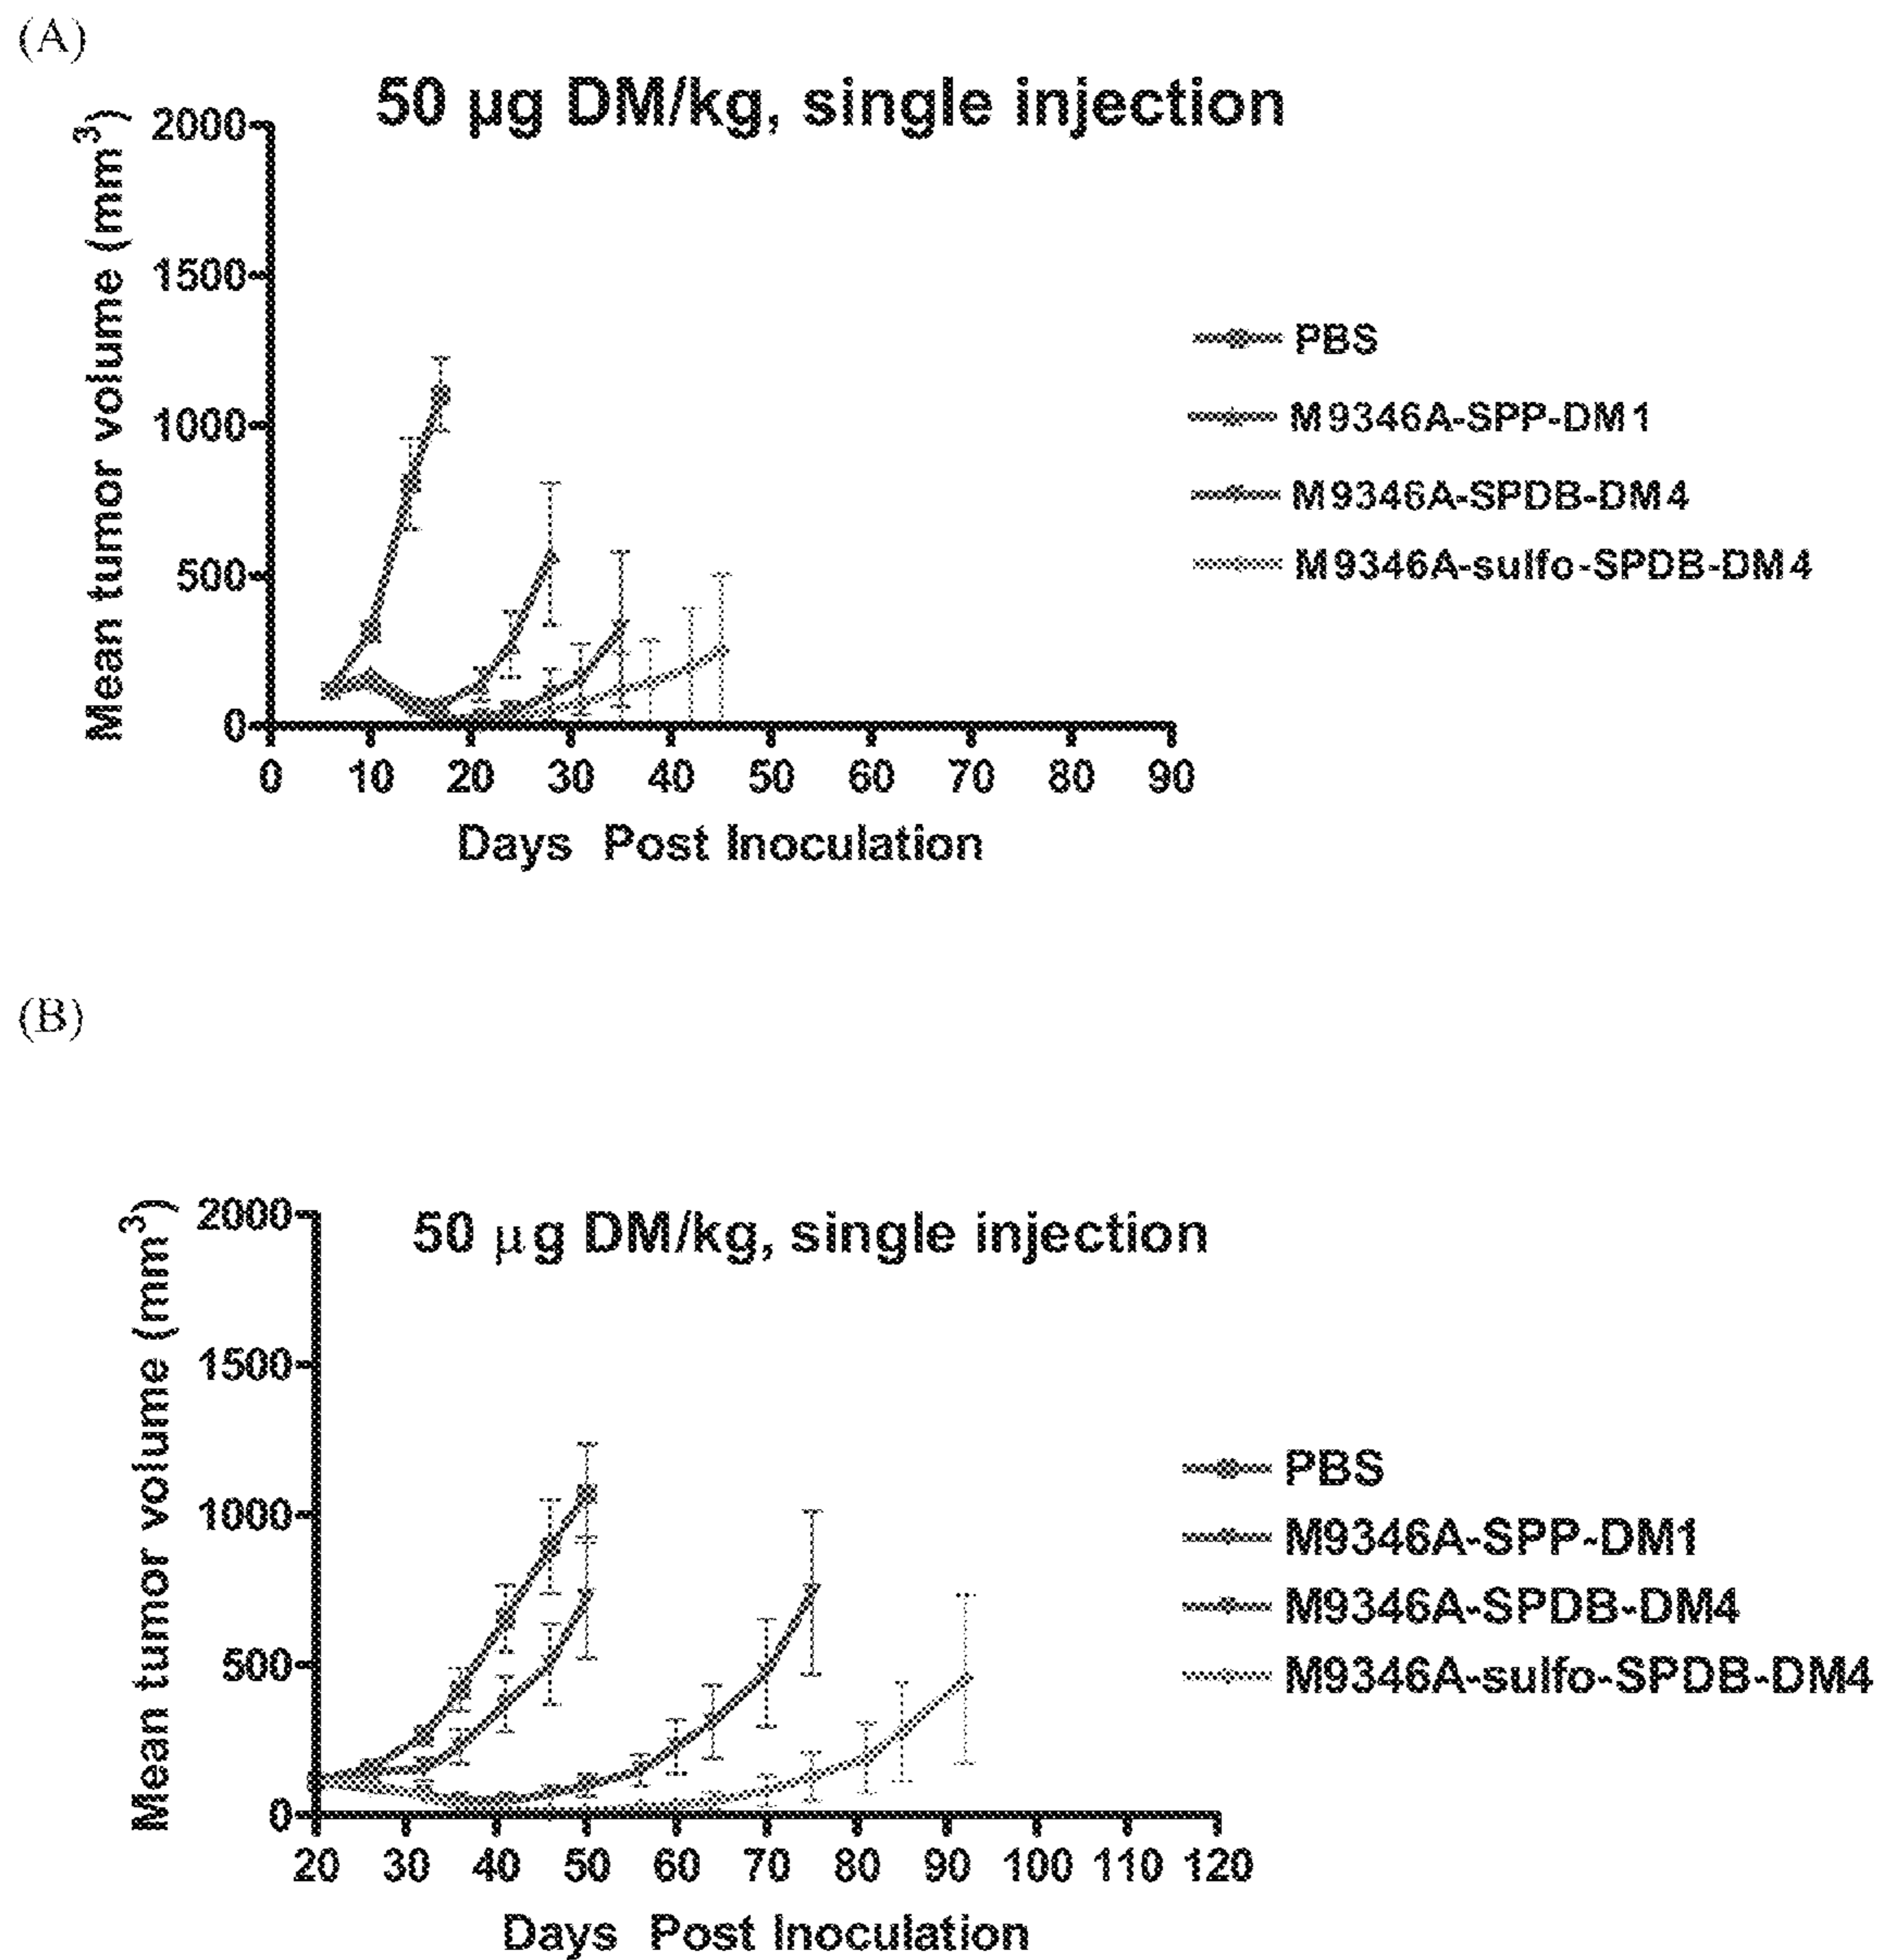 (A)
50 µg DM/kg, single injection
Mean tumor volume (mm³)
2000
1500
1000
500
0
0 10 20 30 40 50 60 70 80 90
Days Post Inoculation
PBS
M9346A-SPP-DM1
M9346A-SPDB-DM4
M9346A-sulfo-SPDB-DM4
(B)
50 µg DM/kg, single injection
Mean tumor volume (mm³)
2000
1500
1000
500
0
20 30 40 50 60 70 80 90 100 110 120
Days Post Inoculation
PBS
M9346A-SPP-DM1
M9346A-SPDB-DM4
M9346A-sulfo-SPDB-DM4